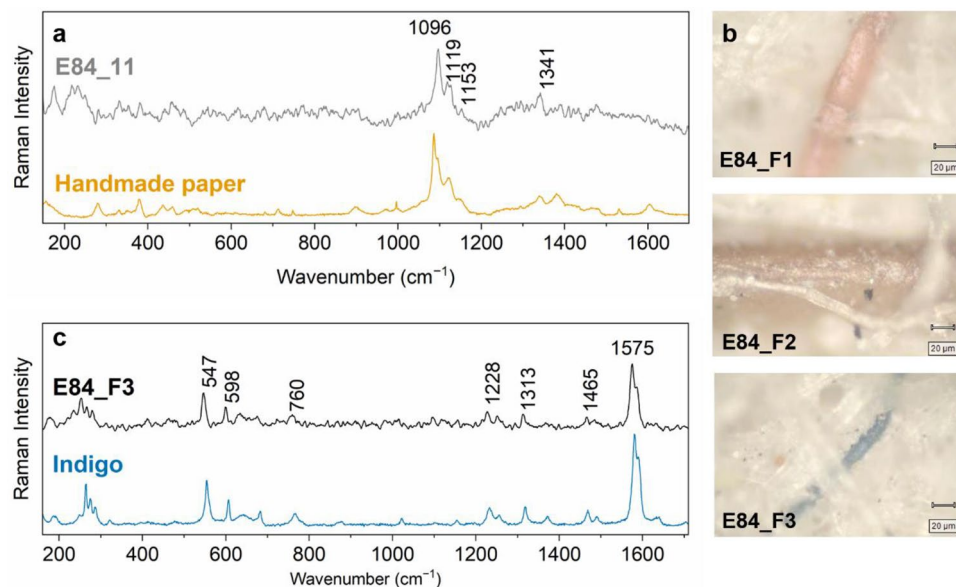 a
E84_11
Handmade paper
1096
1119
1153
1341
Raman Intensity
200 400 600 800 1000 1200 1400 1600
Wavenumber (cm⁻¹)
b
E84_F1
20 µm
E84_F2
20 µm
E84_F3
20 µm
c
E84_F3
Indigo
547
598
760
1228
1313
1465
1575
Raman Intensity
200 400 600 800 1000 1200 1400 1600
Wavenumber (cm⁻¹)